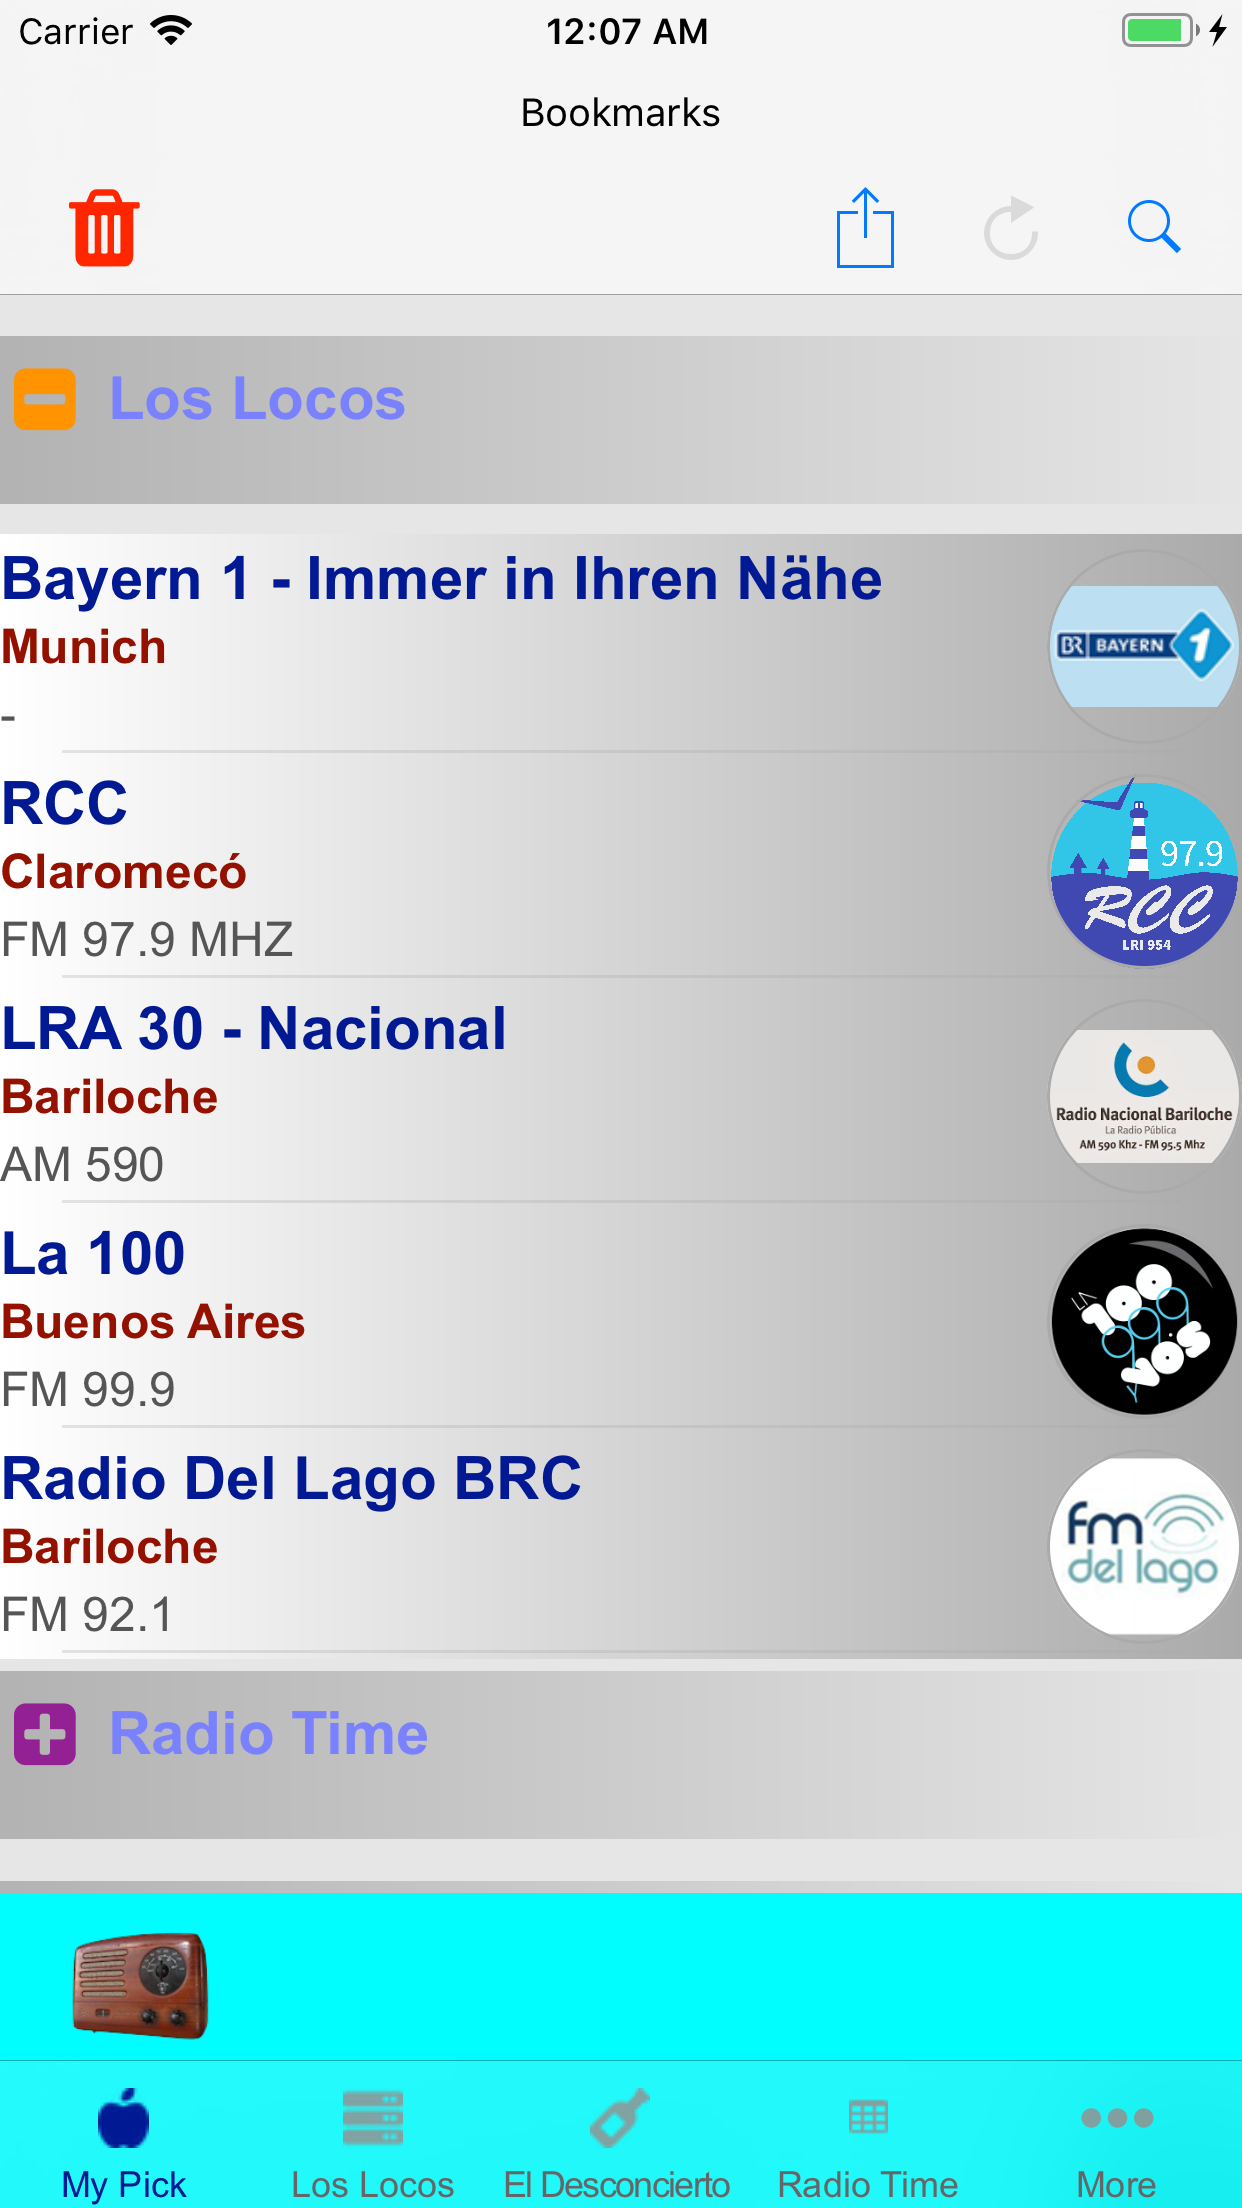 Carrier 12:07 AM
Bookmarks
Los Locos
Bayern 1 - Immer in Ihren Nähe
Munich
-
BR BAYERN 1
RCC
Claromecó
FM 97.9 MHZ
97.9
RCC
LRI 954
LRA 30 - Nacional
Bariloche
AM 590
Radio Nacional Bariloche
La Radio Pública
AM 590 Khz - FM 95.5 Mhz
La 100
Buenos Aires
FM 99.9
LA
100
999
Y VOS.
Radio Del Lago BRC
Bariloche
FM 92.1
fm
del lago
Radio Time
My Pick Los Locos El Desconcierto Radio Time More